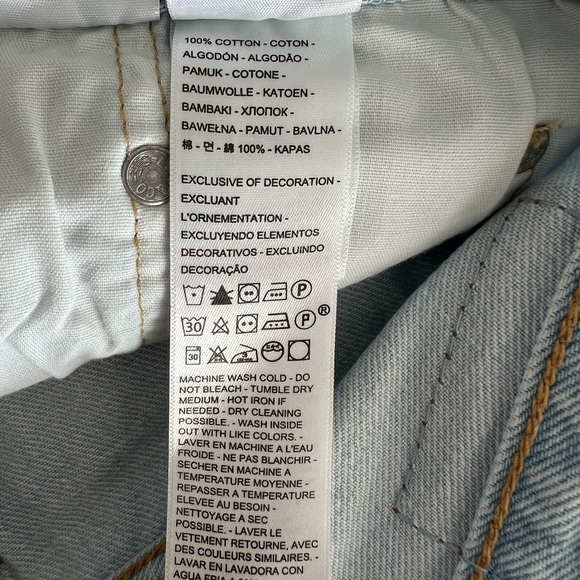 100% COTTON - COTON -
ALGODÓN - ALGODÃO -
PAMUK - COTONE -
BAUMWOLLE - KATOEN -
BAMBAKI - ХЛОПОК -
BAWEŁNA - PAMUT - BAVLNA -
棉 - 면 - 綿 100% - KAPAS
EXCLUSIVE OF DECORATION -
EXCLUANT
L'ORNEMENTATION -
EXCLUYENDO ELEMENTOS
DECORATIVOS - EXCLUINDO
DECORAÇÃO
P
30 P ®
30
MACHINE WASH COLD - DO
NOT BLEACH - TUMBLE DRY
MEDIUM - HOT IRON IF
NEEDED - DRY CLEANING
POSSIBLE. - WASH INSIDE
OUT WITH LIKE COLORS. -
LAVER EN MACHINE A L'EAU
FROIDE - NE PAS BLANCHIR -
SECHER EN MACHINE A
TEMPERATURE MOYENNE -
REPASSER A TEMPERATURE
ELEVEE AU BESOIN -
NETTOYAGE A SEC
POSSIBLE. - LAVER LE
VETEMENT RETOURNE, AVEC
DES COULEURS SIMILAIRES. -
LAVAR EN LAVADORA CON